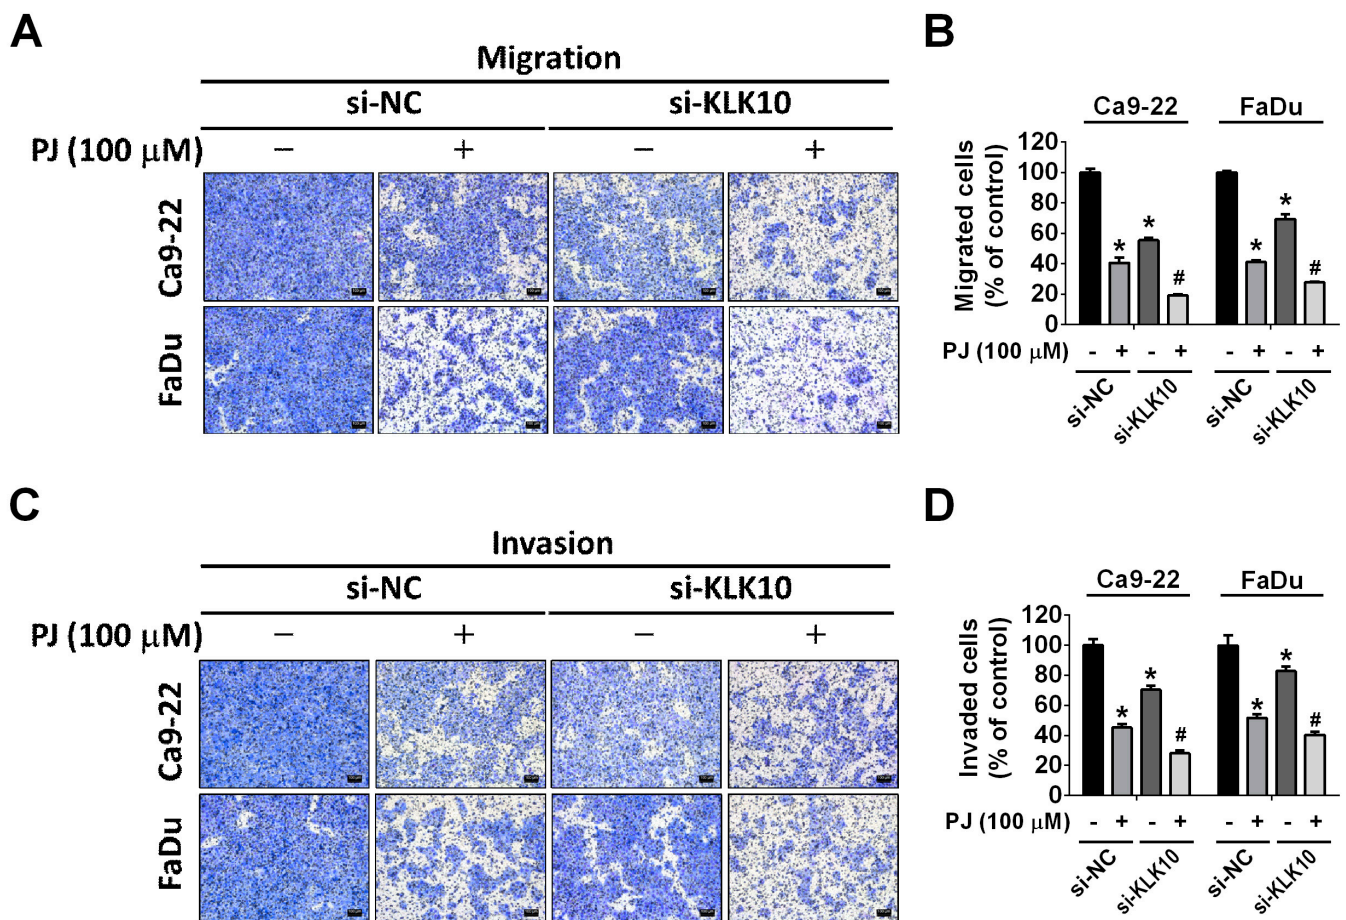 A
Migration
si-NC si-KLK10
PJ (100 μM) − + − +
Ca9-22
FaDu
B
Ca9-22 FaDu
Migrated cells
(% of control)
120
100
80
60
40
20
0
* * # * * #
PJ (100 μM) - + - + - + - +
si-NC si-KLK10 si-NC si-KLK10
C
Invasion
si-NC si-KLK10
PJ (100 μM) − + − +
Ca9-22
FaDu
D
Ca9-22 FaDu
Invaded cells
(% of control)
120
100
80
60
40
20
0
* * # * * #
PJ (100 μM) - + - + - + - +
si-NC si-KLK10 si-NC si-KLK10